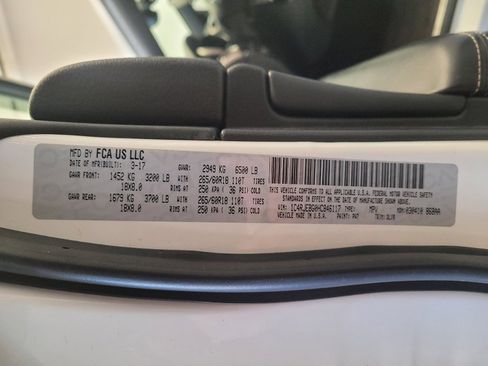 MFD BY FCA US LLC
DATE OF MFR(BUILT): 3-17 GVWR: 2949 KG 6500 LB
GAWR FRONT: 1452 KG 3200 LB WITH 265/60R18 110T TIRES
18X8.0 RIMS AT 250 KPA ( 36 PSI) COLD
GAWR REAR: 1679 KG 3700 LB WITH 265/60R18 110T TIRES
18X8.0 RIMS AT 250 KPA ( 36 PSI) COLD
THIS VEHICLE CONFORMS TO ALL APPLICABLE U.S.A. FEDERAL MOTOR VEHICLE SAFETY
STANDARDS IN EFFECT ON THE DATE OF MANUFACTURE SHOWN
ABOVE.
TYPE: MPV MDH: 030410
VEHICLE MADE IN U.S.A. PAINT: PW7